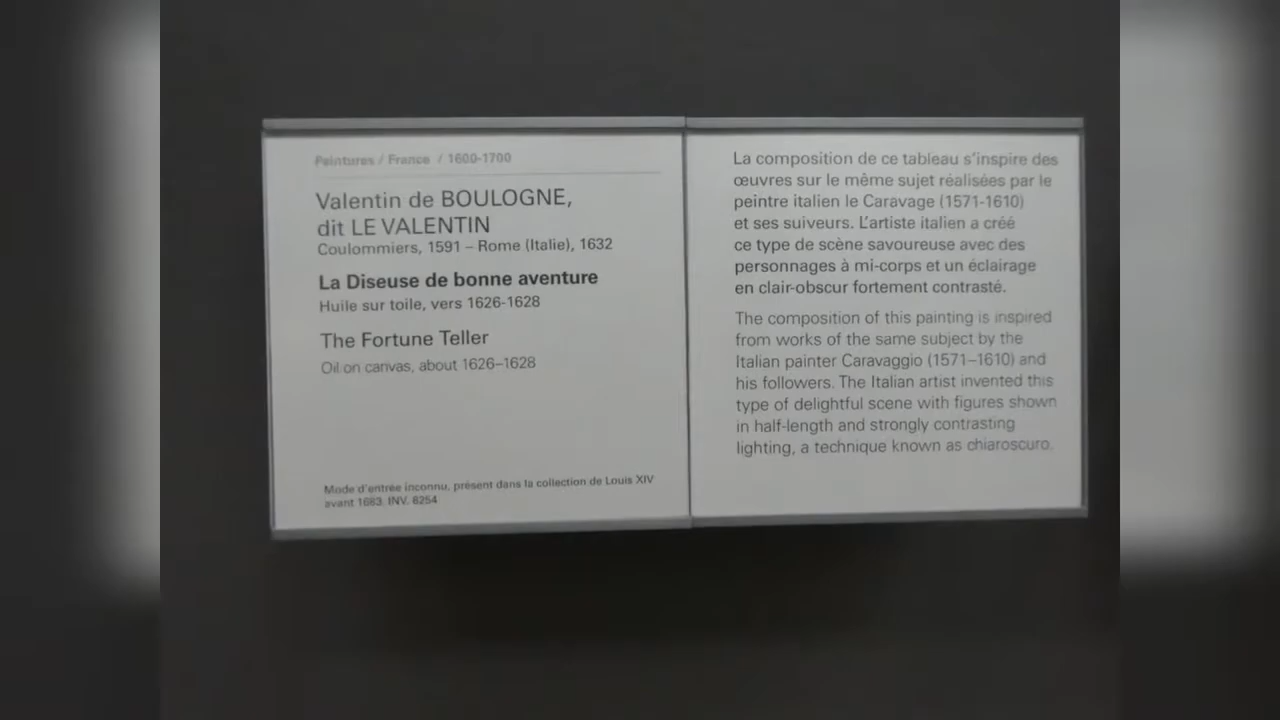 Peintures / France / 1600-1700
Valentin de BOULOGNE,
dit LE VALENTIN
Coulommiers, 1591 – Rome (Italie), 1632
La Diseuse de bonne aventure
Huile sur toile, vers 1626-1628
The Fortune Teller
Oil on canvas, about 1626–1628
Mode d'entrée inconnu, présent dans la collection de Louis XIV
avant 1683. INV. 8254
La composition de ce tableau s'inspire des
œuvres sur le même sujet réalisées par le
peintre italien le Caravage (1571-1610)
et ses suiveurs. L'artiste italien a créé
ce type de scène savoureuse avec des
personnages à mi-corps et un éclairage
en clair-obscur fortement contrasté.
The composition of this painting is inspired
from works of the same subject by the
Italian painter Caravaggio (1571–1610) and
his followers. The Italian artist invented this
type of delightful scene with figures shown
in half-length and strongly contrasting
lighting, a technique known as chiaroscuro.